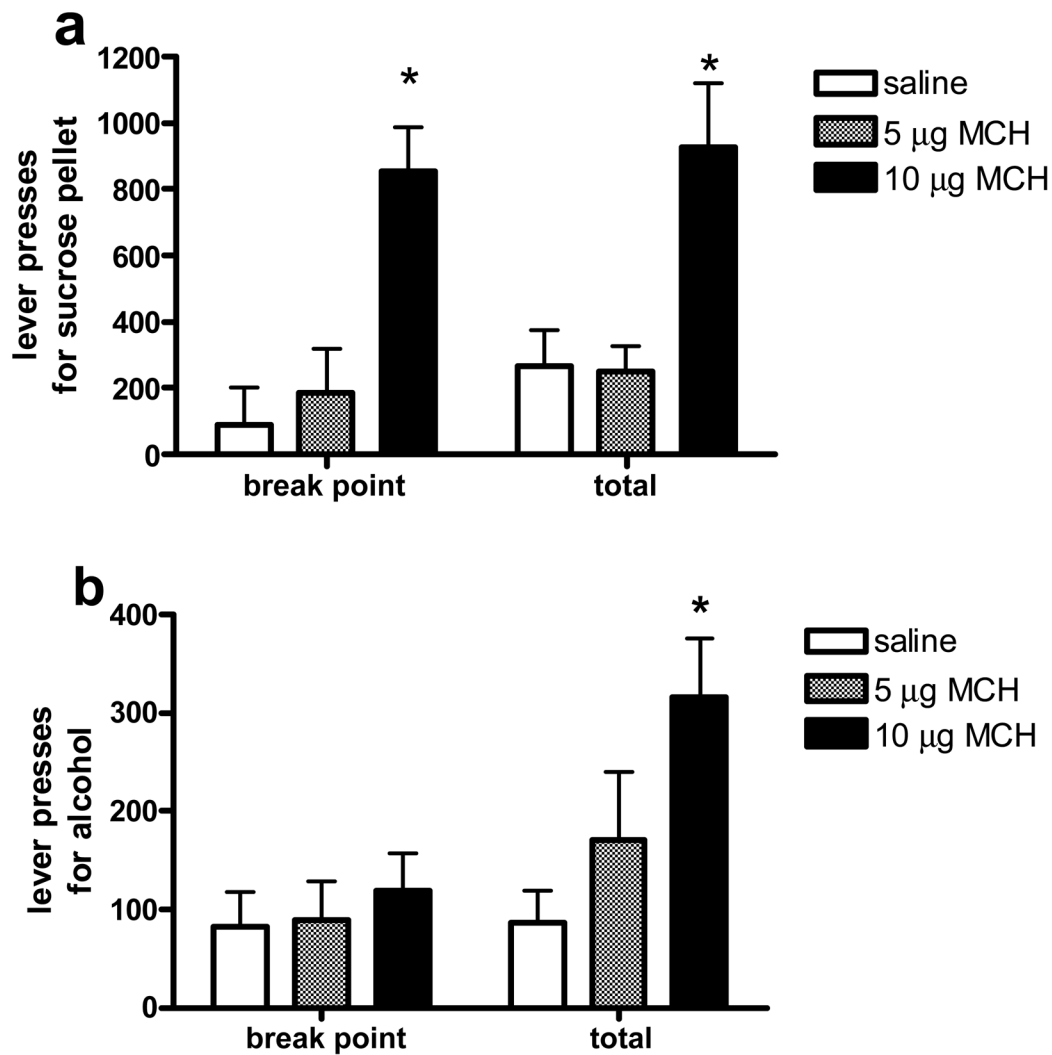 a
1200
1000
800
600
400
200
0
lever presses
for sucrose pellet
*
*
break point
total
saline
5 μg MCH
10 μg MCH
b
400
300
200
100
0
lever presses
for alcohol
*
break point
total
saline
5 μg MCH
10 μg MCH